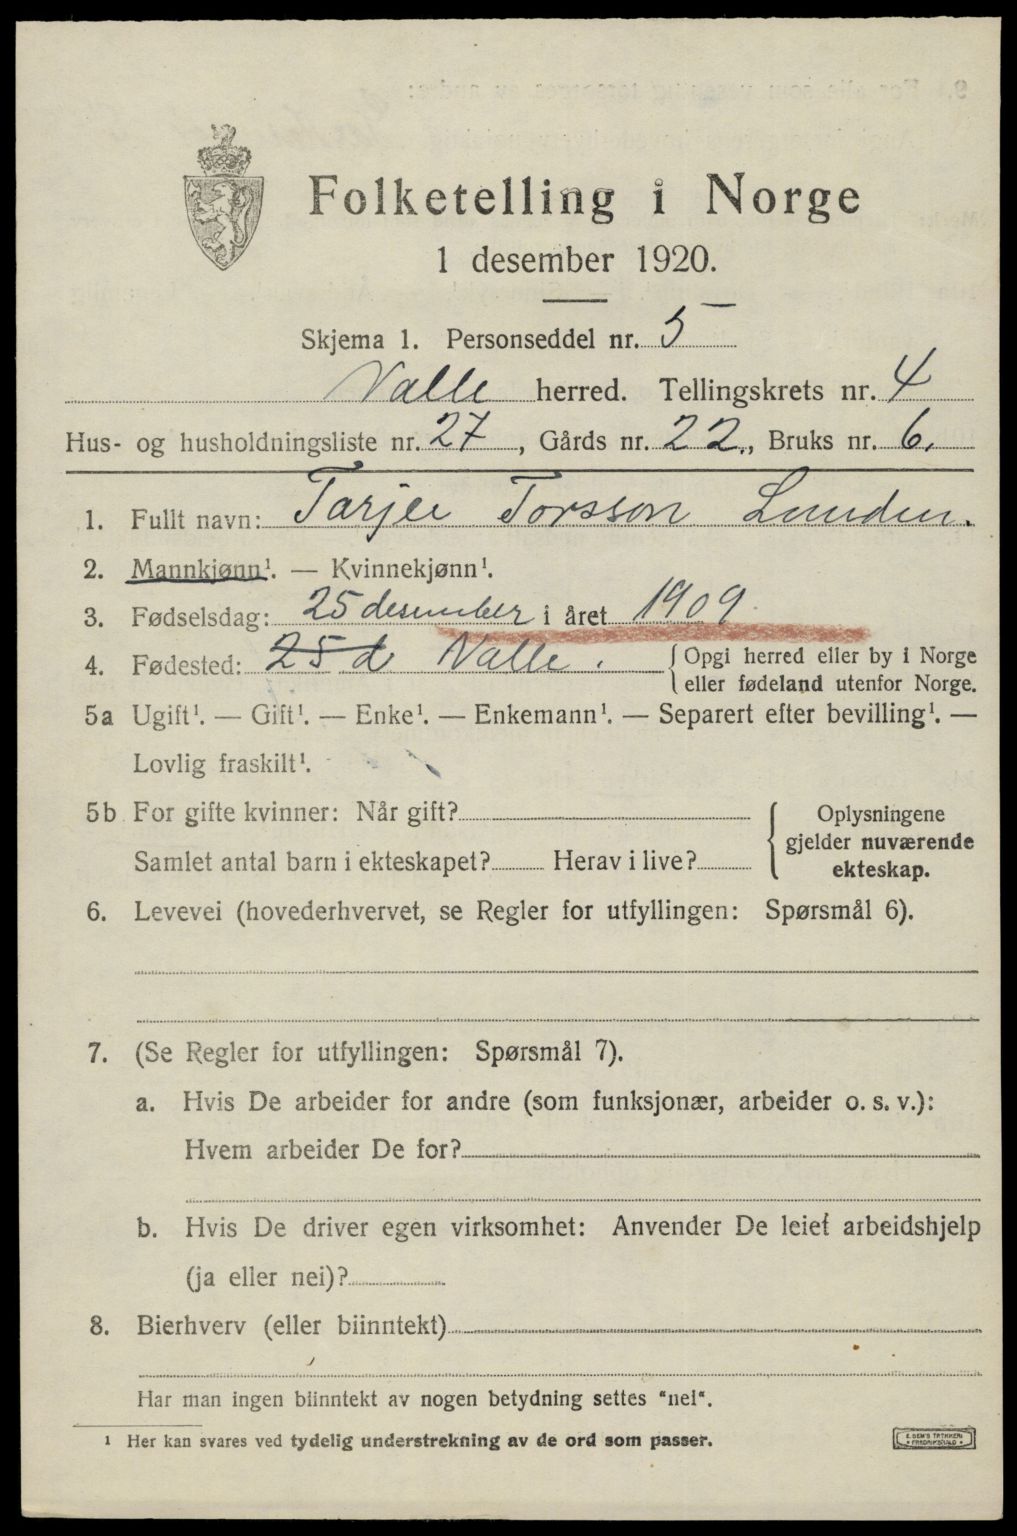 Folketelling i Norge
1 desember 1920.
Skjema 1. Personseddel nr. 5
Valle herred. Tellingskrets nr. 4
Hus- og husholdningsliste nr. 27, Gårds nr. 22., Bruks nr. 6.
1. Fullt navn: Tarjei Torsson Lunden.
2. Mannkjønn¹. — Kvinnekjønn¹.
3. Fødselsdag: 25 desember i året 1909
4. Fødested: 25 d Valle. { Opgi herred eller by i Norge
eller fødeland utenfor Norge.
5a Ugift¹. — Gift¹. — Enke¹. — Enkemann¹. — Separert efter bevilling¹. —
Lovlig fraskilt¹.
5b For gifte kvinner: Når gift? { Oplysningene
gjelder nuværende
Samlet antal barn i ekteskapet? Herav i live? ekteskap.
6. Levevei (hovederhvervet, se Regler for utfyllingen: Spørsmål 6).
7. (Se Regler for utfyllingen: Spørsmål 7).
a. Hvis De arbeider for andre (som funksjonær, arbeider o. s. v.):
Hvem arbeider De for?
b. Hvis De driver egen virksomhet: Anvender De leiet arbeidshjelp
(ja eller nei)?
8. Bierhverv (eller biinntekt)
Har man ingen biinntekt av nogen betydning settes "nei".
¹ Her kan svares ved tydelig understrekning av de ord som passer.